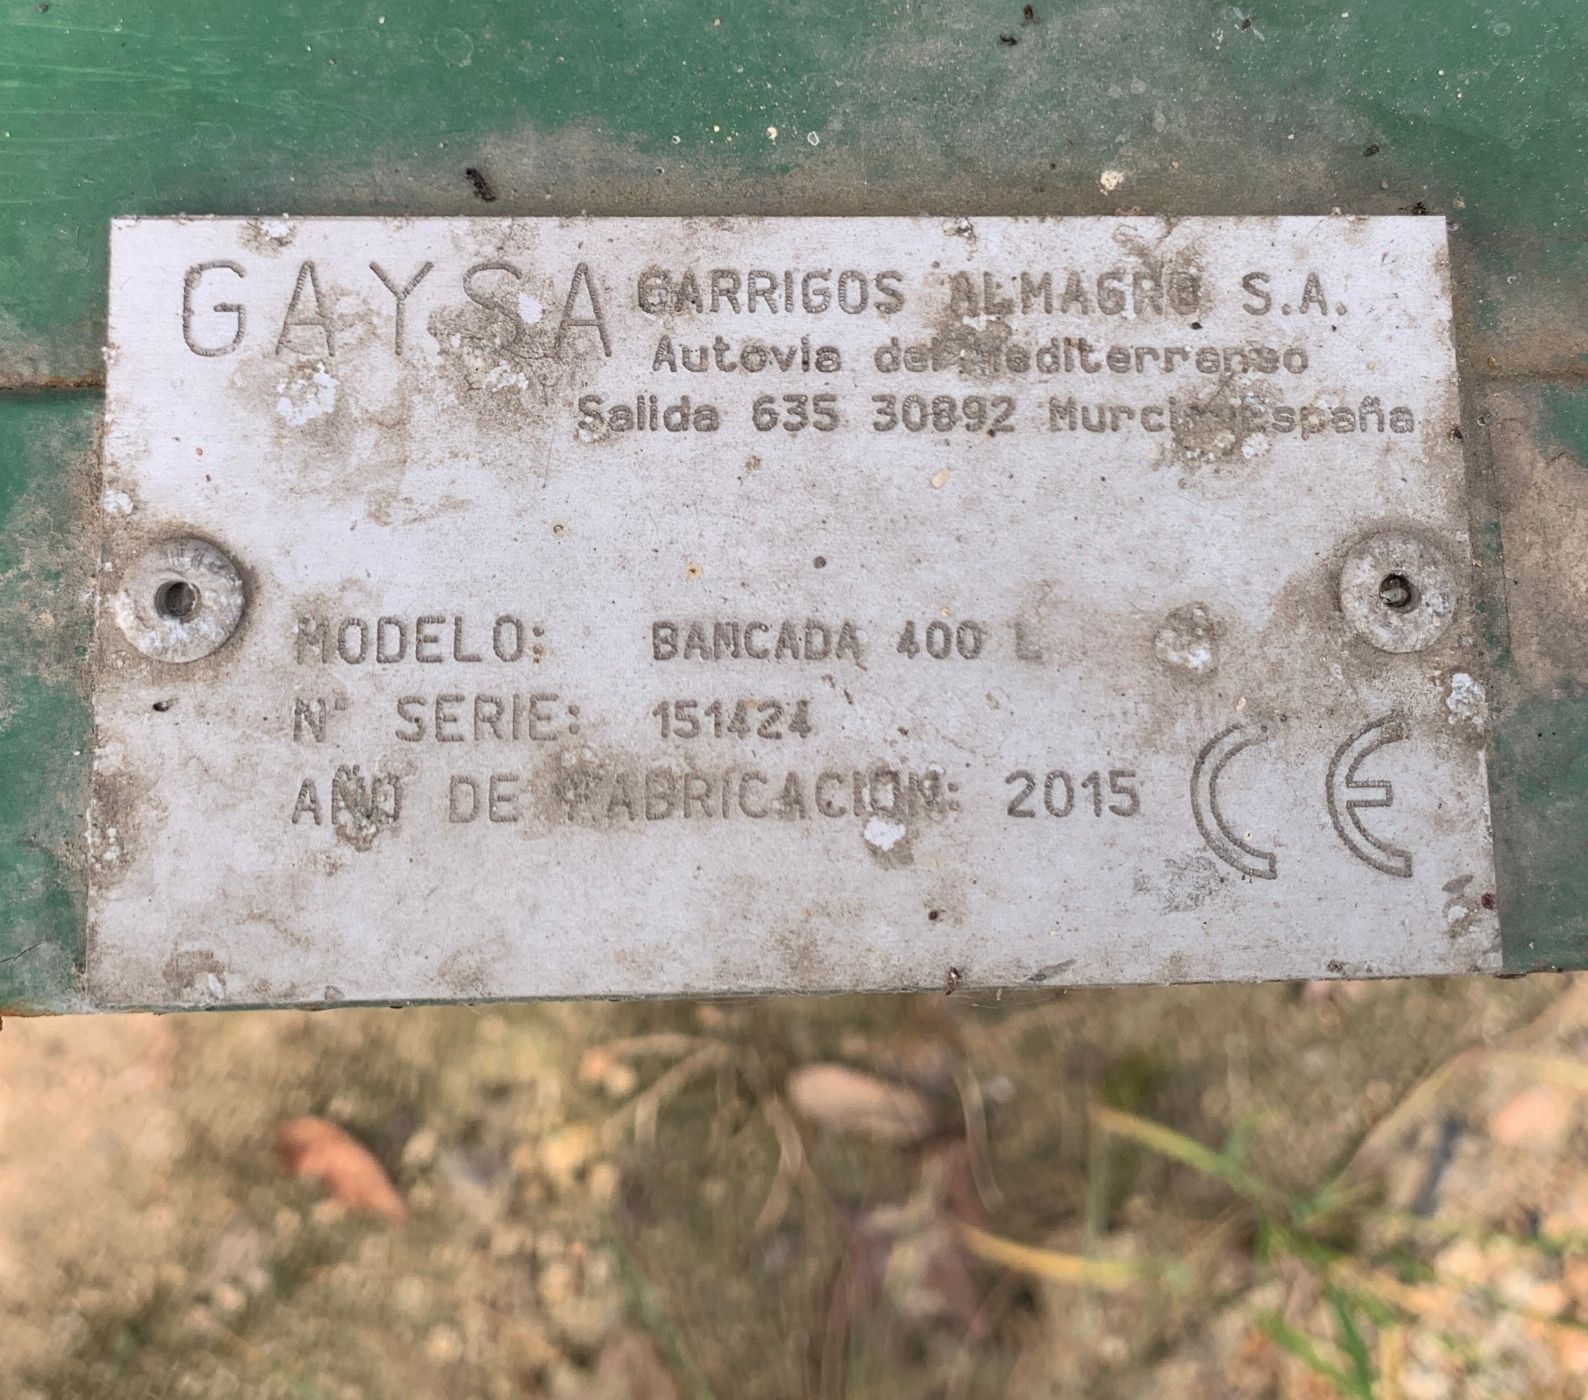 GAYSA GARRIGOS ALMAGRO S.A.
Autovia del Mediterraneo
Salida 635 30892 Murcia España
MODELO: BANCADA 400 L
Nº SERIE: 151424
AÑO DE FABRICACION: 2015 CE